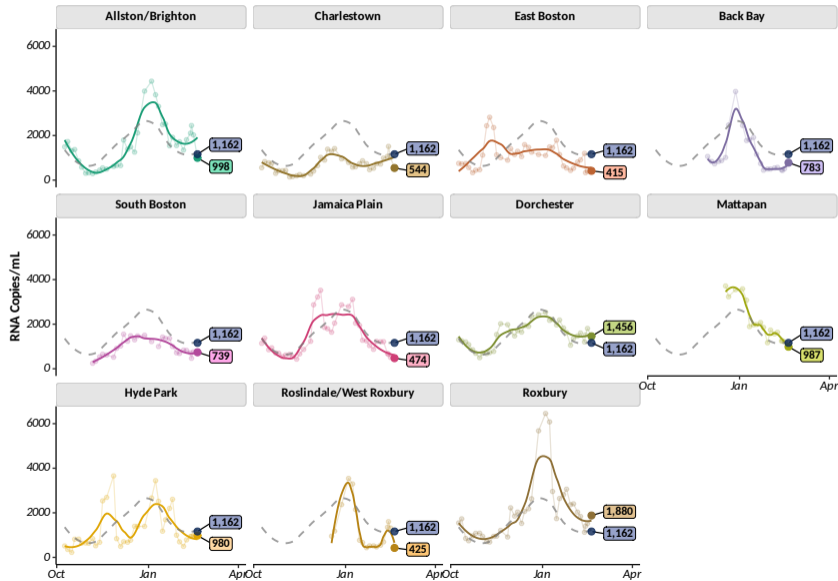 Allston/Brighton
Charlestown
East Boston
Back Bay
6000
4000
2000
0
1,162
998
1,162
544
1,162
415
1,162
783
South Boston
Jamaica Plain
Dorchester
Mattapan
RNA Copies/mL
6000
4000
2000
0
1,162
739
1,162
474
1,456
1,162
1,162
987
Oct
Jan
Apr
Hyde Park
Roslindale/West Roxbury
Roxbury
6000
4000
2000
0
1,162
980
1,162
425
1,880
1,162
Oct
Jan
Apr
Oct
Jan
Apr
Oct
Jan
Apr